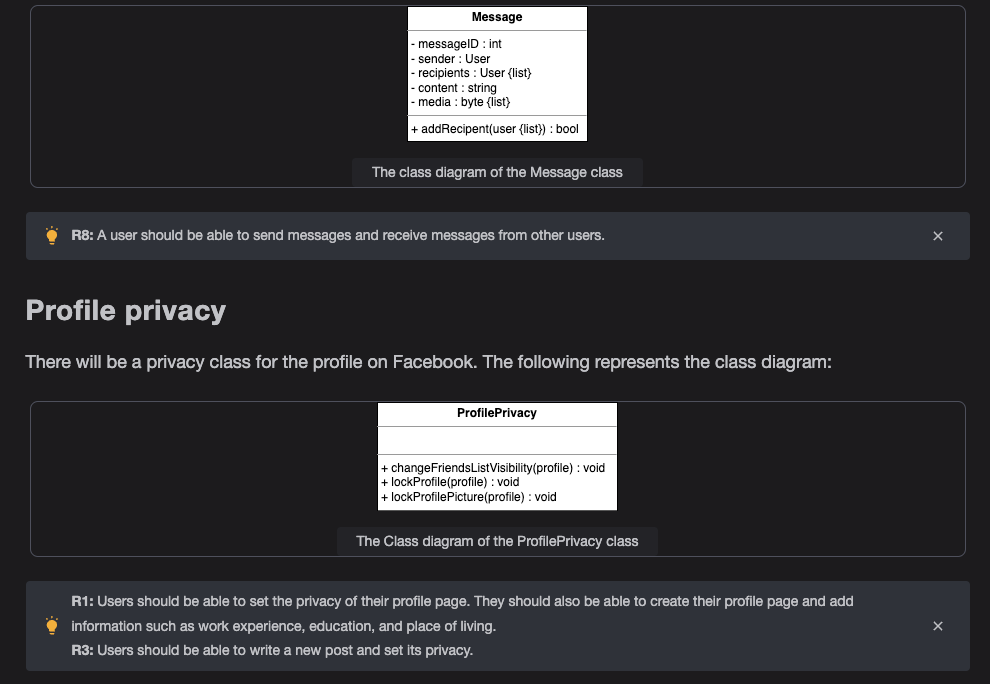 Message
- messageID : int
- sender : User
- recipients : User {list}
- content : string
- media : byte {list}
+ addRecipent(user {list}) : bool
The class diagram of the Message class
R8: A user should be able to send messages and receive messages from other users.
Profile privacy
There will be a privacy class for the profile on Facebook. The following represents the class diagram:
ProfilePrivacy
+ changeFriendsListVisibility(profile) : void
+ lockProfile(profile) : void
+ lockProfilePicture(profile) : void
The Class diagram of the ProfilePrivacy class
R1: Users should be able to set the privacy of their profile page. They should also be able to create their profile page and add
information such as work experience, education, and place of living.
R3: Users should be able to write a new post and set its privacy.